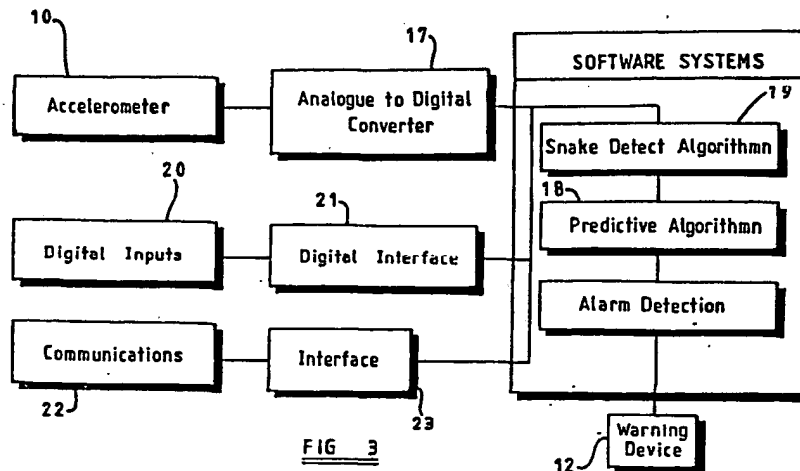 10
17
SOFTWARE SYSTEMS
Accelerometer
Analogue to Digital
Converter
19
Snake Detect Algorithmn
20
21
18
Predictive Algorithmn
Digital Inputs
Digital Interface
Alarm Detection
Communications
Interface
22
23
FIG 3
12
Warning
Device